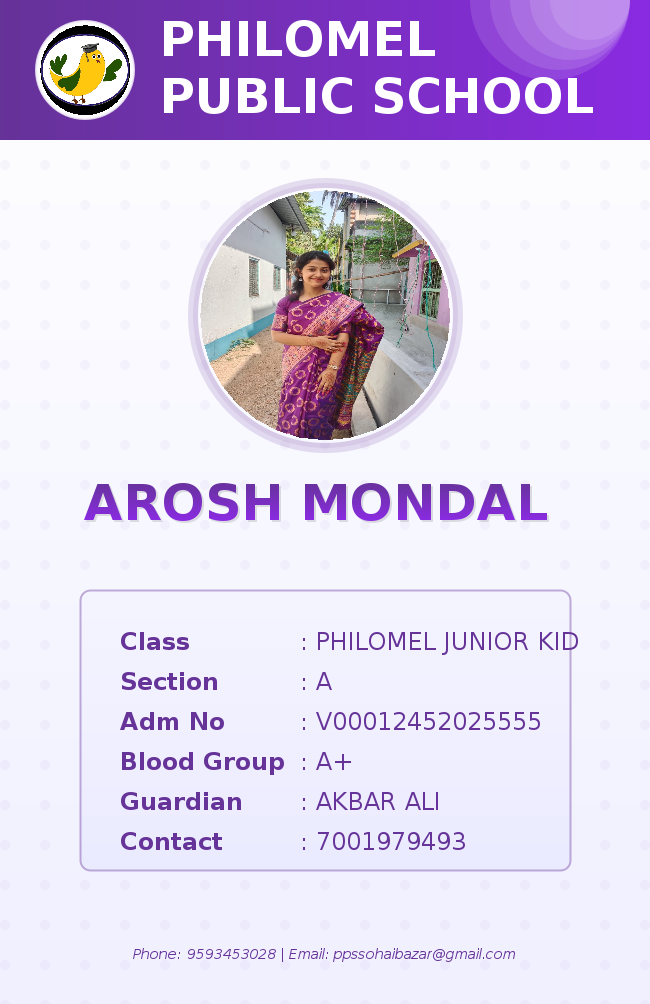 PHILOMEL
PUBLIC SCHOOL
AROSH MONDAL
Class : PHILOMEL JUNIOR KID
Section : A
Adm No : V00012452025555
Blood Group : A+
Guardian : AKBAR ALI
Contact : 7001979493
Phone: 9593453028 | Email: ppssohaibazar@gmail.com